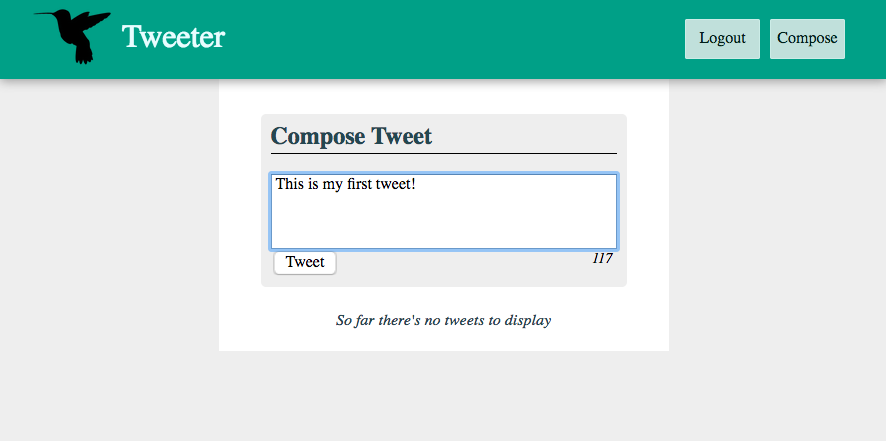 Tweeter
Logout Compose
Compose Tweet
This is my first tweet!
Tweet 117
So far there's no tweets to display